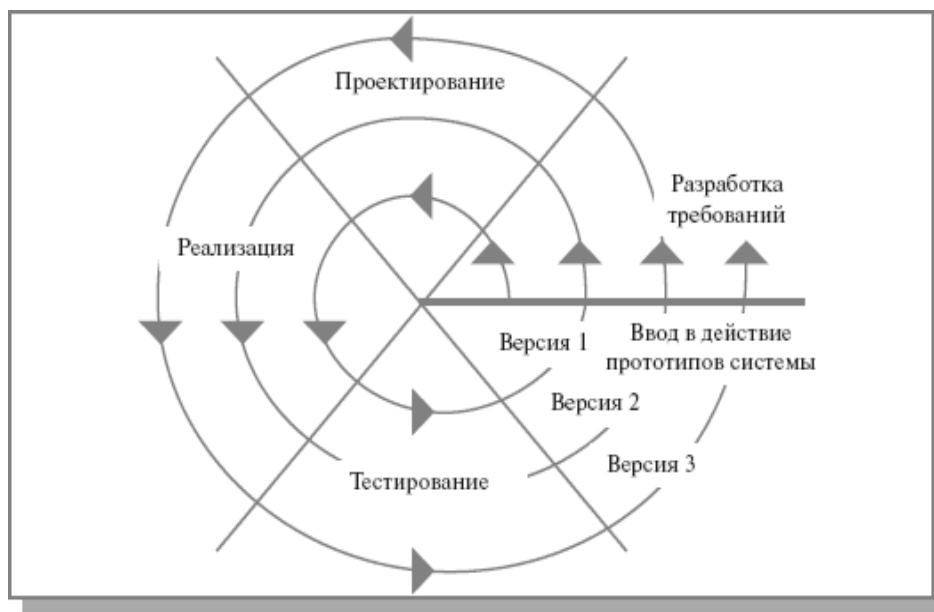 Проектирование
Разработка
требований
Реализация
Версия 1
Ввод в действие
прототипов системы
Версия 2
Версия 3
Тестирование